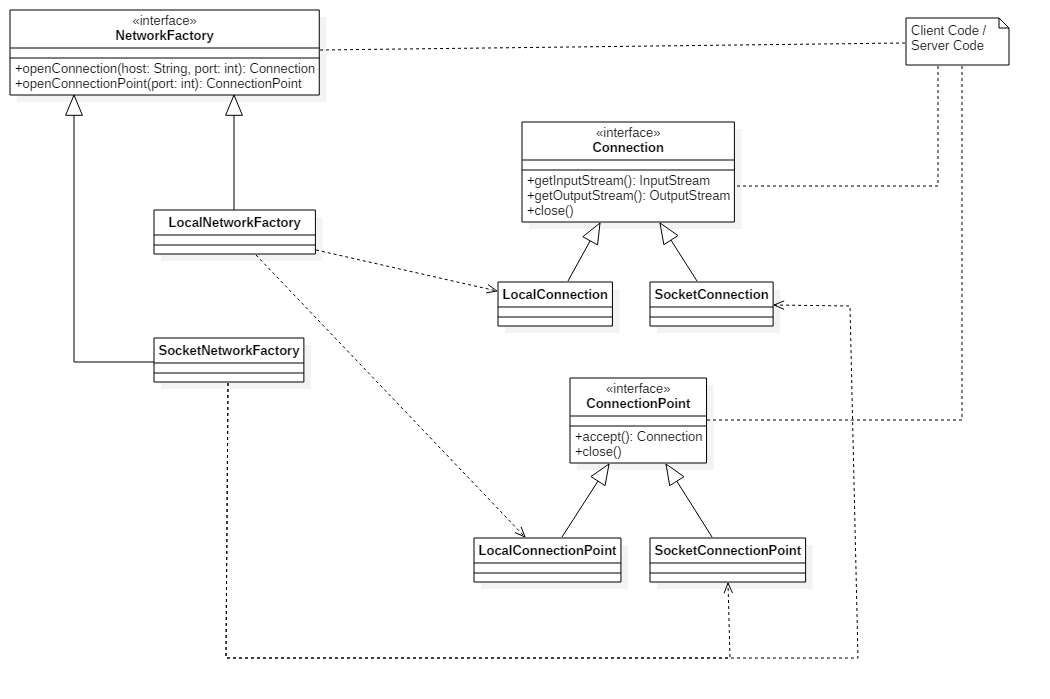 «interface»
NetworkFactory
+openConnection(host: String, port: int): Connection
+openConnectionPoint(port: int): ConnectionPoint
Client Code /
Server Code
«interface»
Connection
+getInputStream(): InputStream
+getOutputStream(): OutputStream
+close()
LocalNetworkFactory
LocalConnection
SocketConnection
SocketNetworkFactory
«interface»
ConnectionPoint
+accept(): Connection
+close()
LocalConnectionPoint
SocketConnectionPoint